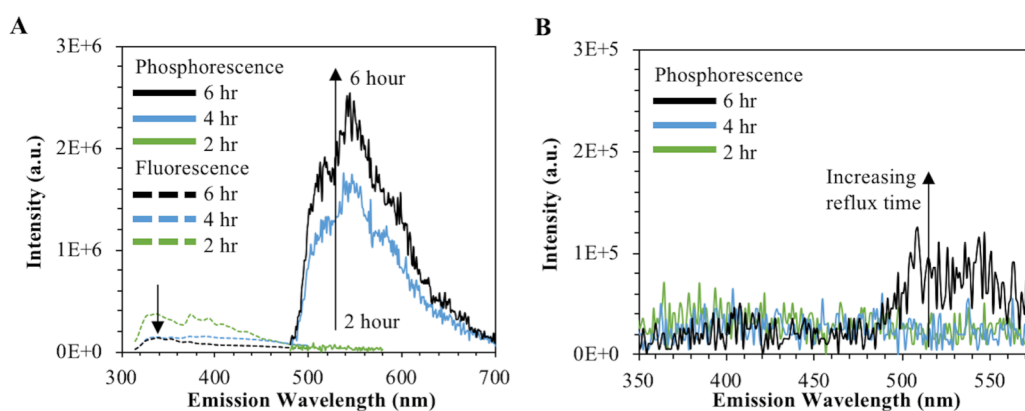 A
Intensity (a.u.)
3E+6
2E+6
1E+6
0E+0
Phosphorescence
6 hr
4 hr
2 hr
Fluorescence
6 hr
4 hr
2 hr
6 hour
2 hour
300
400
500
600
700
Emission Wavelength (nm)
B
Intensity (a.u.)
3E+5
2E+5
1E+5
0E+0
Phosphorescence
6 hr
4 hr
2 hr
Increasing
reflux time
350
400
450
500
550
Emission Wavelength (nm)